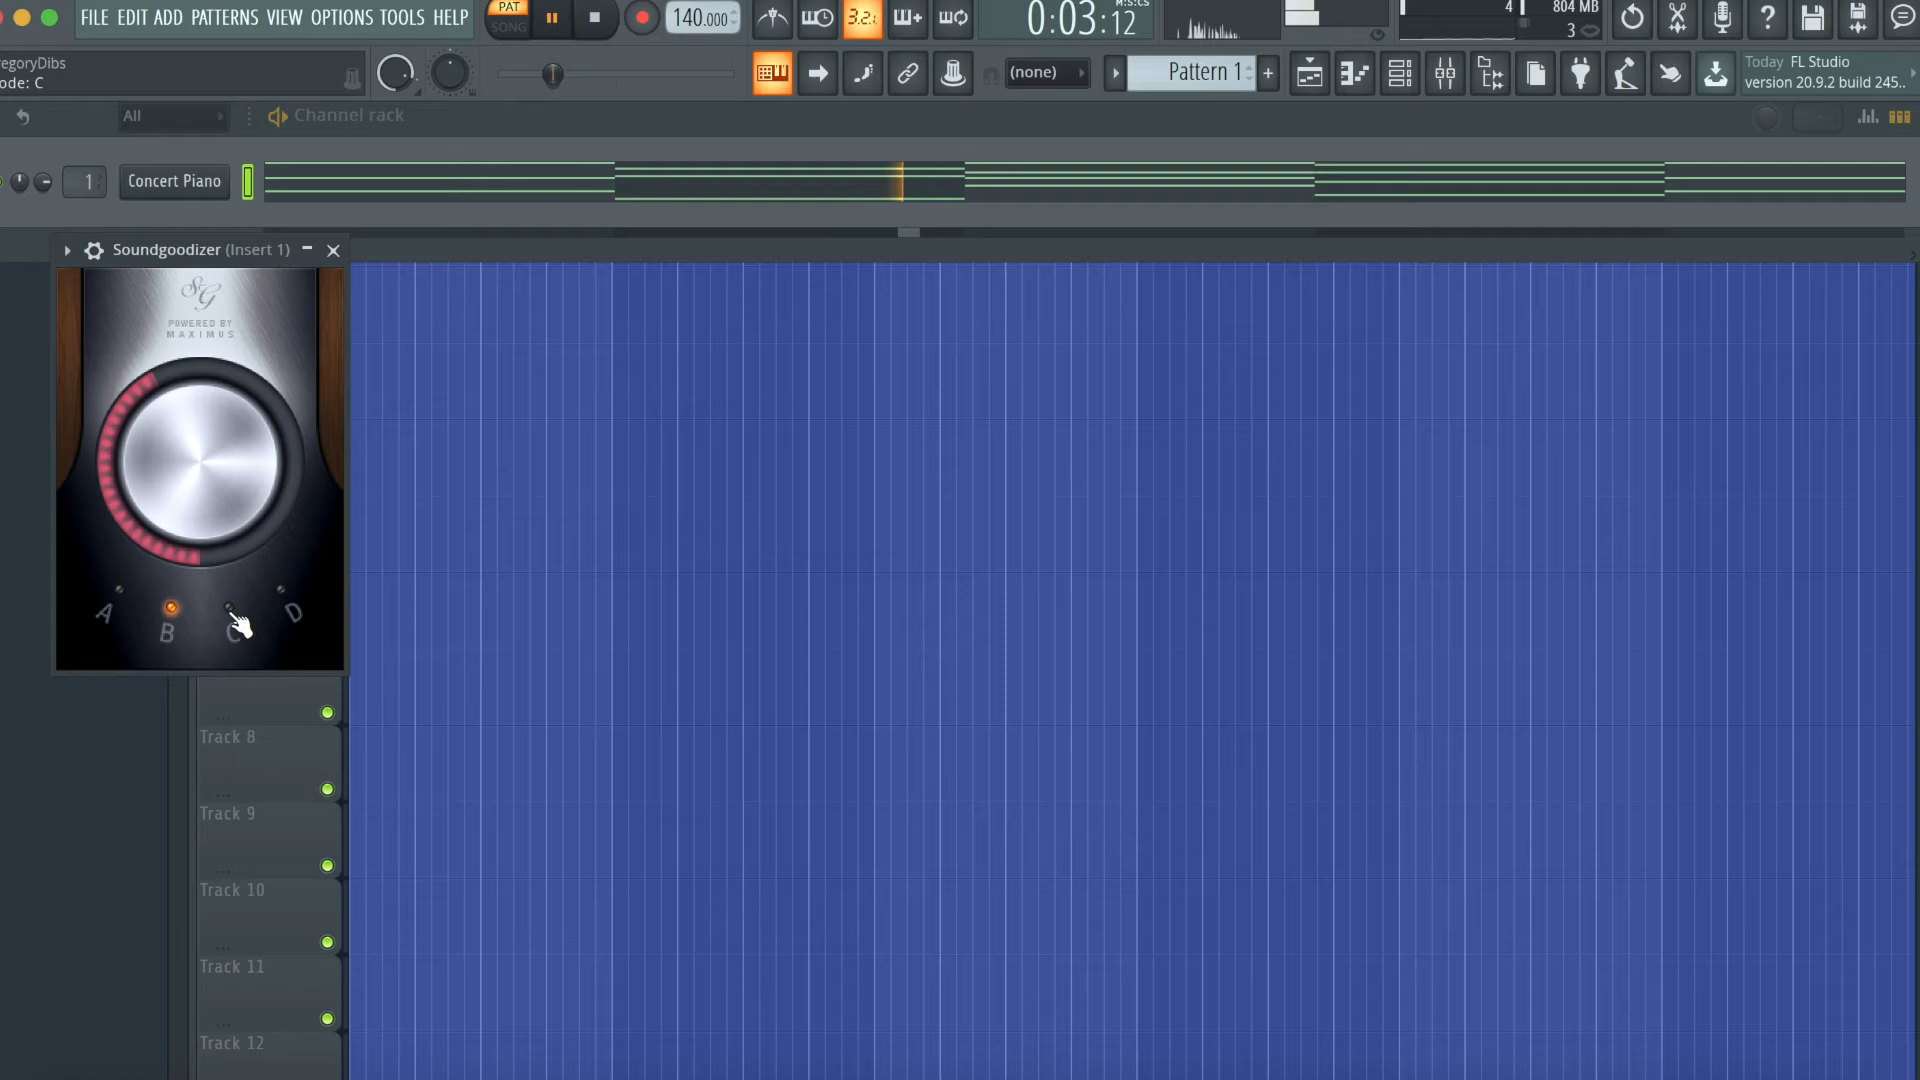 FILE EDIT ADD PATTERNS VIEW OPTIONS TOOLS HELP
PAT
SONG
140.000
3.2.
0:03:12
M:S:CS
4
804 MB
3
egoryDibs
ode: C
(none)
Pattern 1
+
Today FL Studio
version 20.9.2 build 245..
All
Channel rack
1
Concert Piano
Soundgoodizer (Insert 1)
SG
POWERED BY
MAXIMUS
A
B
C
D
...
Track 8
...
Track 9
...
Track 10
...
Track 11
...
Track 12